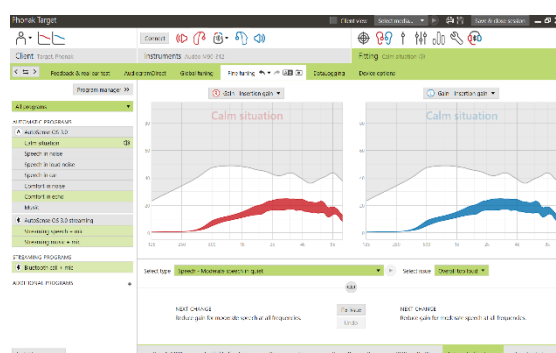 Phonak Target
Client view
Select media...
Save & close session
Connect
Client Target, Phonak
Instruments Audéo M90-312
Fitting Calm situation
Feedback & real ear test
AudiogramDirect
Global tuning
Fine tuning
DataLogging
Device options
Program manager
All programs
AUTOMATIC PROGRAMS
AutoSense OS 3.0
Calm situation
Speech in noise
Speech in loud noise
Speech in car
Comfort in noise
Comfort in echo
Music
AutoSense OS 3.0 streaming
Streaming speech + mic
Streaming music + mic
STREAMING PROGRAMS
Bluetooth call + mic
ADDITIONAL PROGRAMS
Gain - Insertion gain
Calm situation
Gain - Insertion gain
Calm situation
Select type
Speech - Moderate speech in quiet
Select issue
Overall too loud
NEXT CHANGE
Reduce gain for moderate speech at all frequencies.
Fix issue
Undo
NEXT CHANGE
Reduce gain for moderate speech at all frequencies.